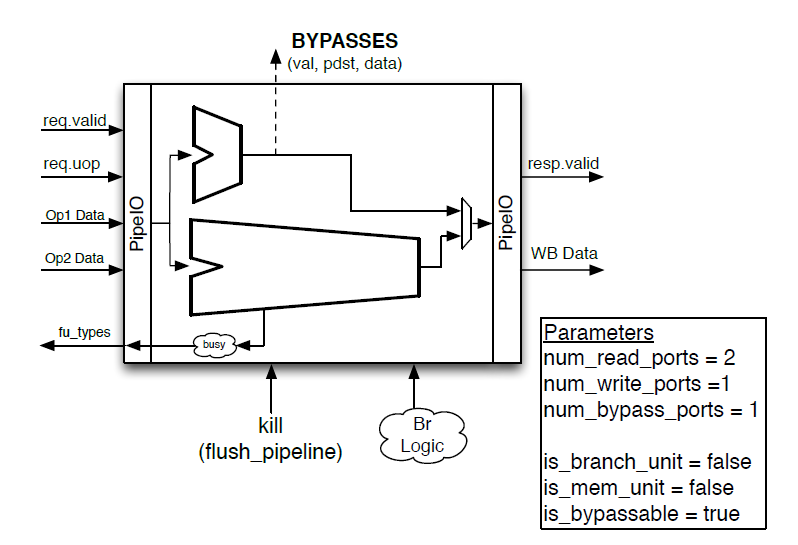 BYPASSES
(val, pdst, data)
req.valid
req.uop
Op1 Data
Op2 Data
fu_types
PipeIO
busy
PipeIO
resp.valid
WB Data
kill
(flush_pipeline)
Br
Logic
Parameters
num_read_ports = 2
num_write_ports =1
num_bypass_ports = 1
is_branch_unit = false
is_mem_unit = false
is_bypassable = true